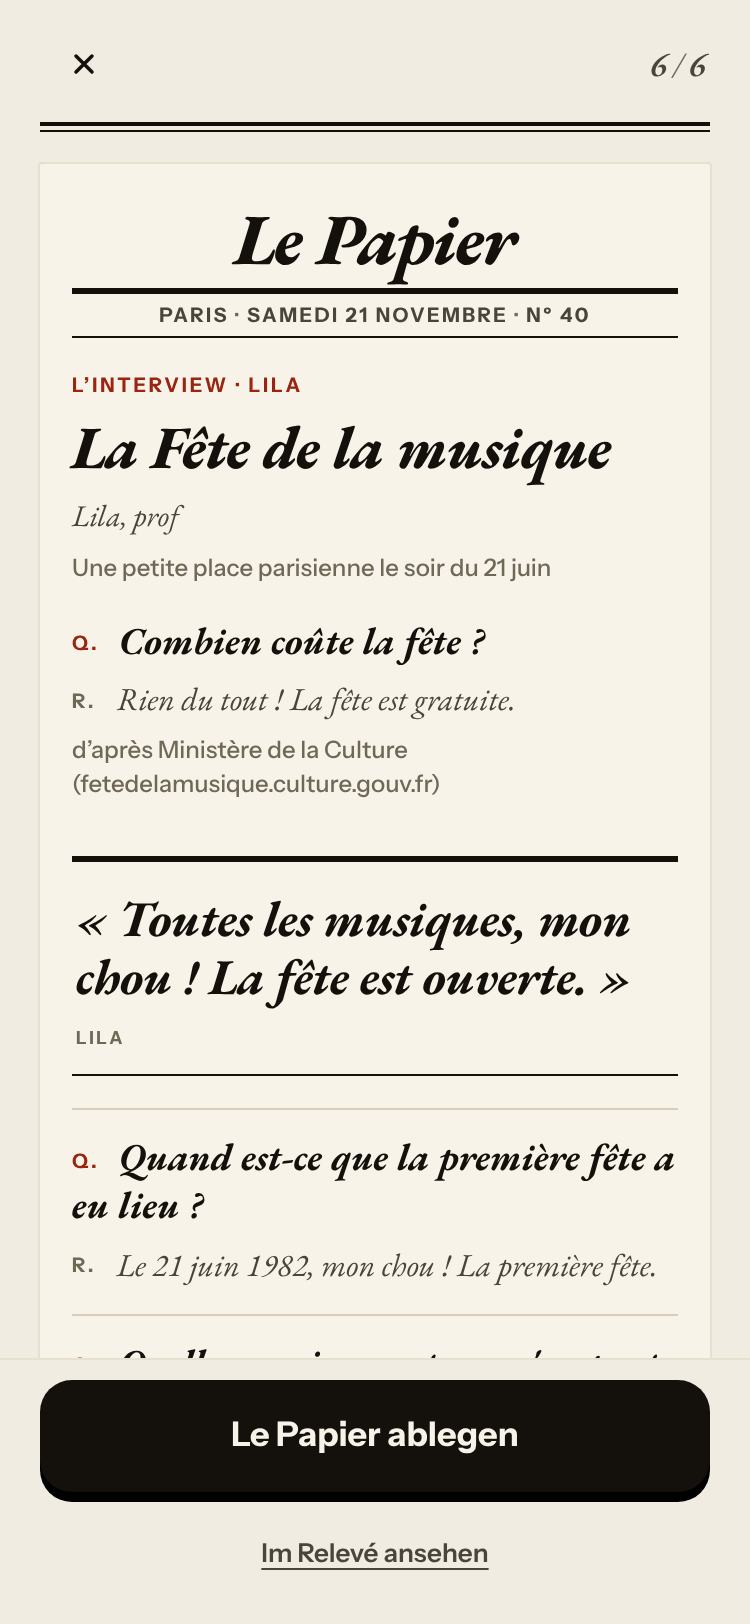 6/6
Le Papier
PARIS · SAMEDI 21 NOVEMBRE · N° 40
L’INTERVIEW · LILA
La Fête de la musique
Lila, prof
Une petite place parisienne le soir du 21 juin
Q. Combien coûte la fête ?
R. Rien du tout ! La fête est gratuite.
d’après Ministère de la Culture
(fetedelamusique.culture.gouv.fr)
« Toutes les musiques, mon
chou ! La fête est ouverte. »
LILA
Q. Quand est-ce que la première fête a
eu lieu ?
R. Le 21 juin 1982, mon chou ! La première fête.
Le Papier ablegen
Im Relevé ansehen